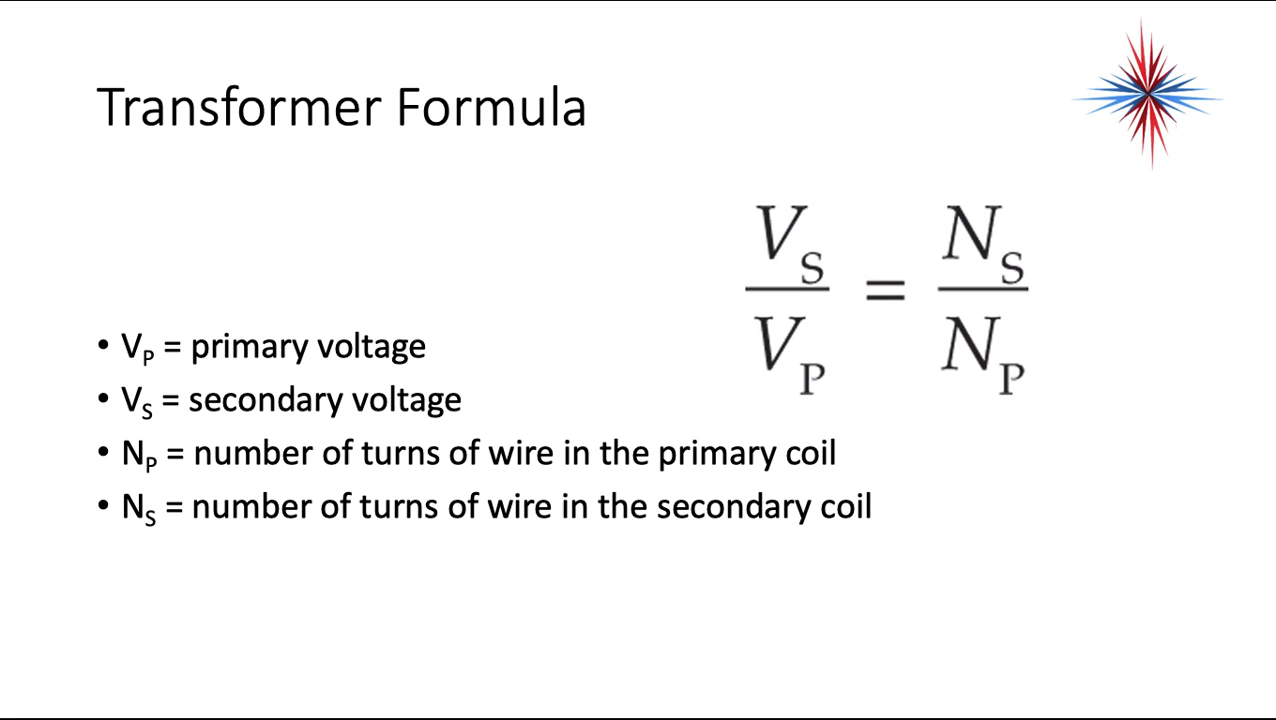 Transformer Formula
V_S / V_P = N_S / N_P
• V_P = primary voltage
• V_S = secondary voltage
• N_P = number of turns of wire in the primary coil
• N_S = number of turns of wire in the secondary coil